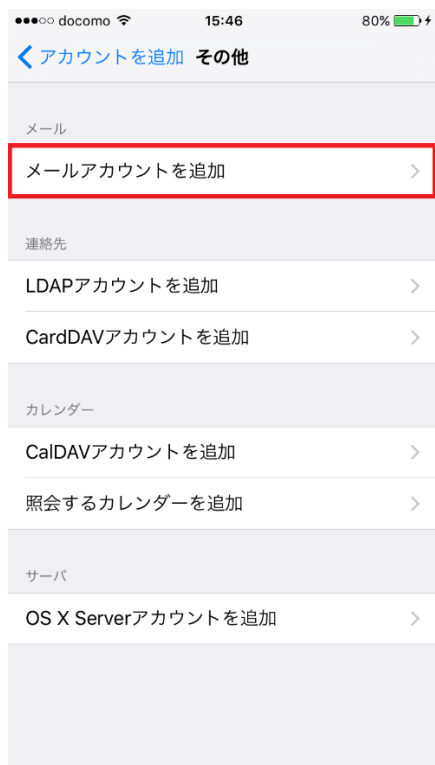 docomo 15:46 80%
アカウントを追加 その他
メール
メールアカウントを追加
連絡先
LDAPアカウントを追加
CardDAVアカウントを追加
カレンダー
CalDAVアカウントを追加
照会するカレンダーを追加
サーバ
OS X Serverアカウントを追加